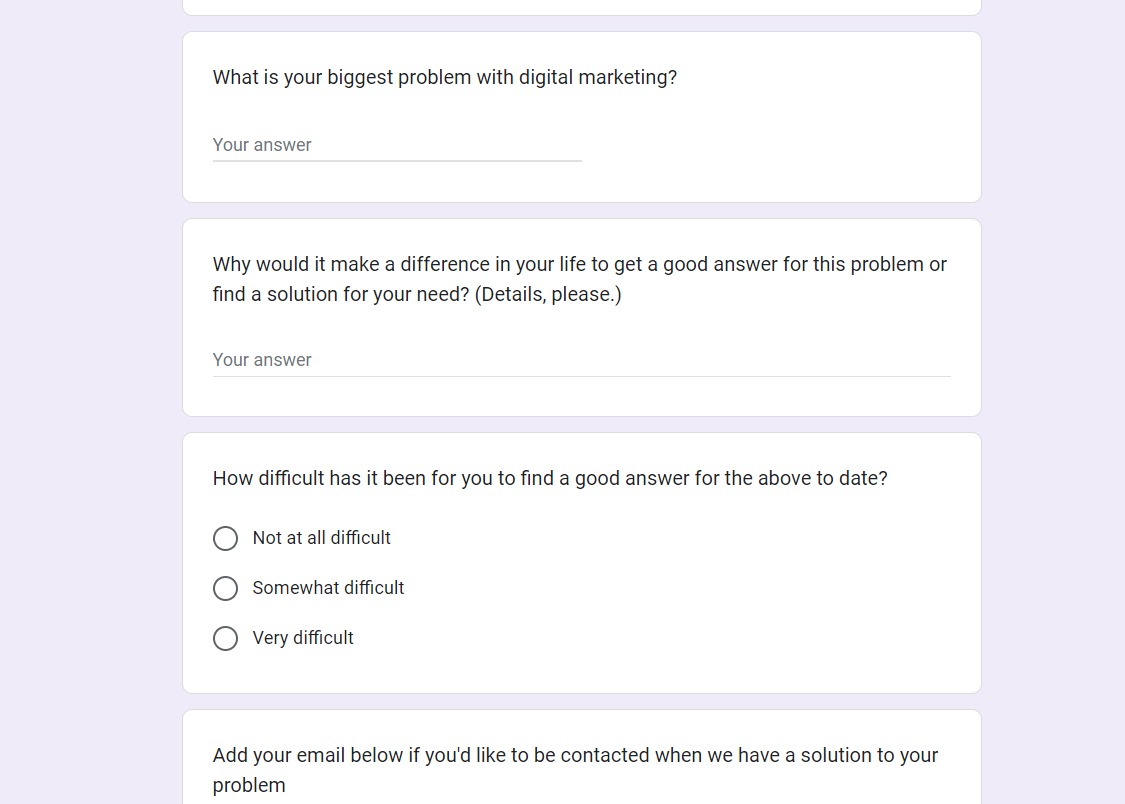 What is your biggest problem with digital marketing?
Your answer
Why would it make a difference in your life to get a good answer for this problem or
find a solution for your need? (Details, please.)
Your answer
How difficult has it been for you to find a good answer for the above to date?
Not at all difficult
Somewhat difficult
Very difficult
Add your email below if you'd like to be contacted when we have a solution to your
problem